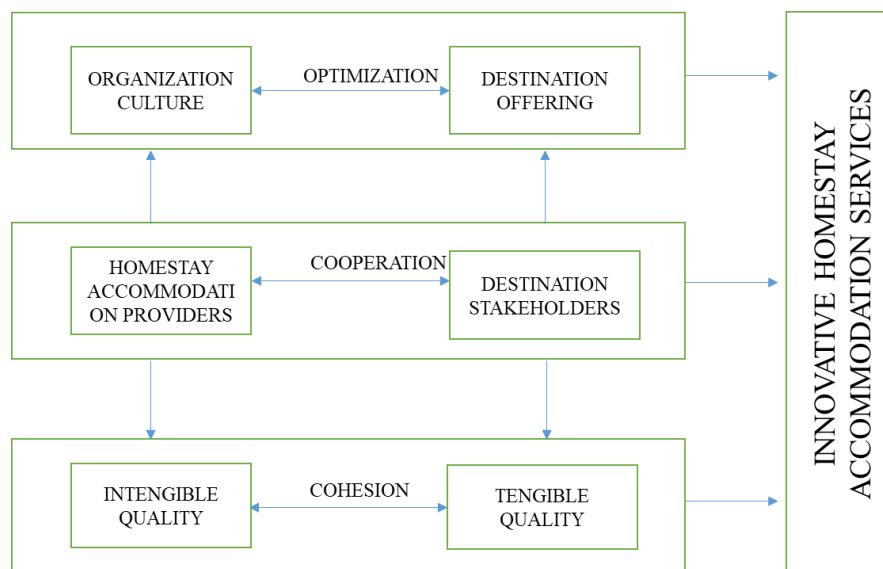 ORGANIZATION
CULTURE
OPTIMIZATION
DESTINATION
OFFERING
HOMESTAY
ACCOMMODATI
ON PROVIDERS
COOPERATION
DESTINATION
STAKEHOLDERS
INTENGIBLE
QUALITY
COHESION
TENGIBLE
QUALITY
INNOVATIVE HOMESTAY
ACCOMMODATION SERVICES